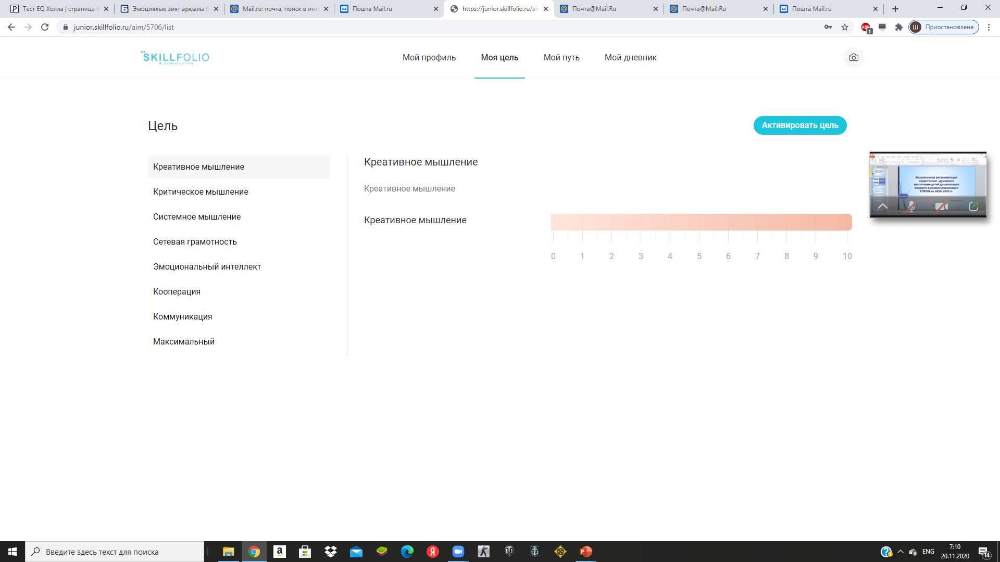 Тест EQ Холла | страница
Эмоциялық зият арқылы
Mail.ru: почта, поиск в инте
Пошта Mail.ru
https://junior.skillfolio.ru/ai
Почта@Mail.Ru
Почта@Mail.Ru
Пошта Mail.ru
junior.skillfolio.ru/aim/5706/list
ABP
1
Ш
Приостановлена
SKILLFOLIO
LEARNING PLATFORM
Мой профиль
Моя цель
Мой путь
Мой дневник
Цель
Активировать цель
Креативное мышление
Критическое мышление
Системное мышление
Сетевая грамотность
Эмоциональный интеллект
Кооперация
Коммуникация
Максимальный
Креативное мышление
Креативное мышление
Креативное мышление
0 1 2 3 4 5 6 7 8 9 10
Нормативная регламентация
нравственно –духовного
воспитания детей дошкольного
возраста в рамках реализации
ГПРОН на 2020–2025 гг.
Введите здесь текст для поиска
ENG
7:10
20.11.2020
14